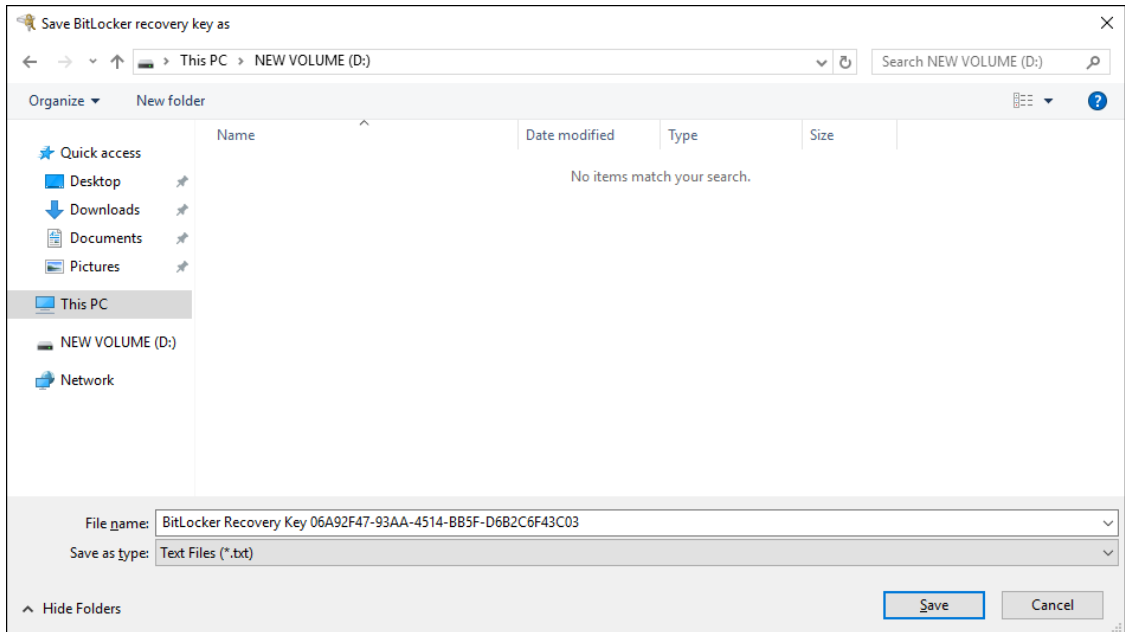 Save BitLocker recovery key as
This PC > NEW VOLUME (D:)
Search NEW VOLUME (D:)
Organize
New folder
Name
Date modified
Type
Size
No items match your search.
Quick access
Desktop
Downloads
Documents
Pictures
This PC
NEW VOLUME (D:)
Network
File name: BitLocker Recovery Key 06A92F47-93AA-4514-BB5F-D6B2C6F43C03
Save as type: Text Files (*.txt)
Hide Folders
Save
Cancel